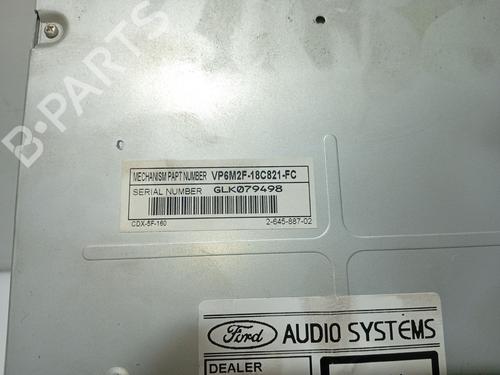 B-PARTS
MECHANISM PAPT NUMBER VP6M2F-18C821-FC
SERIAL NUMBER GLK079498
CDX-5F-160 2-645-887-02
Ford AUDIO SYSTEMS
DEALER